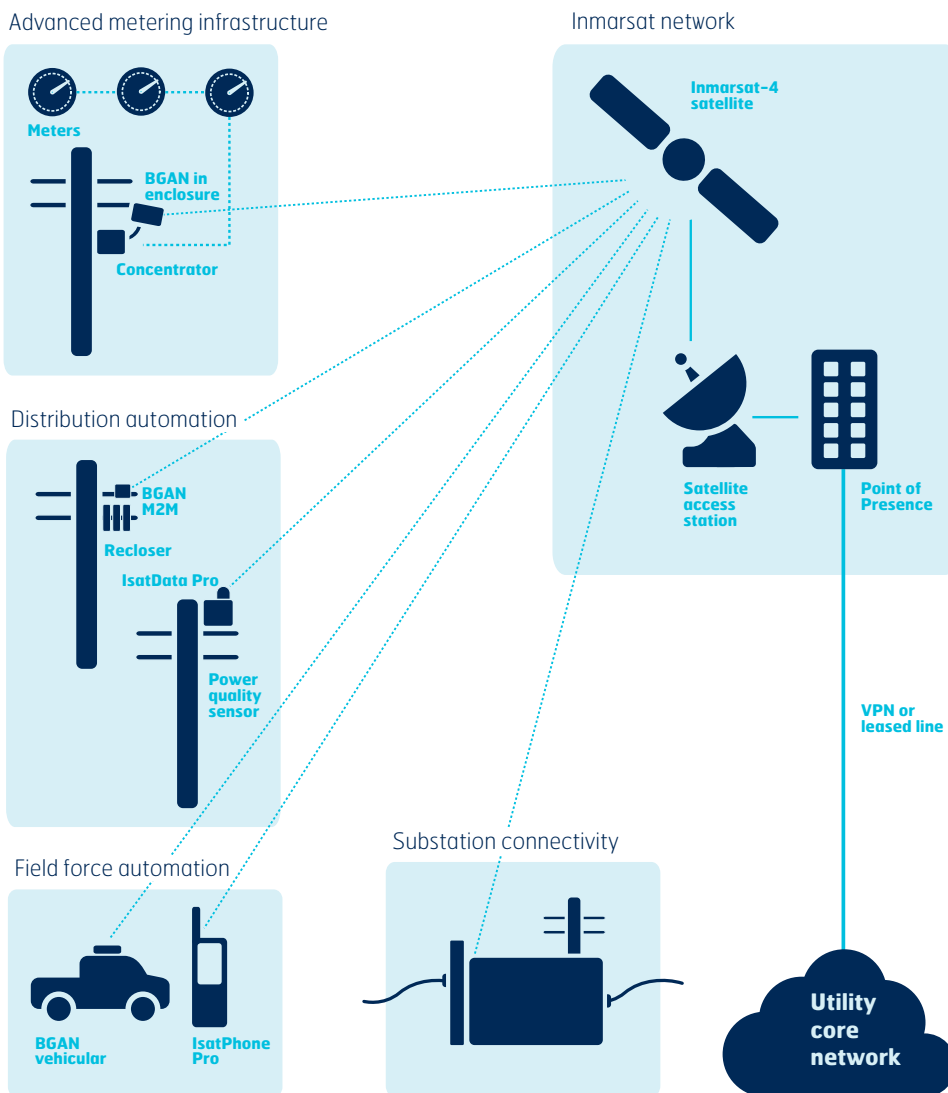 Advanced metering infrastructure
Meters
BGAN in
enclosure
Concentrator
Inmarsat network
Inmarsat-4
satellite
Satellite
access
station
Point of
Presence
VPN or
leased line
Utility
core
network
Distribution automation
BGAN
M2M
Recloser
IsatData Pro
Power
quality
sensor
Field force automation
BGAN
vehicular
IsatPhone
Pro
Substation connectivity